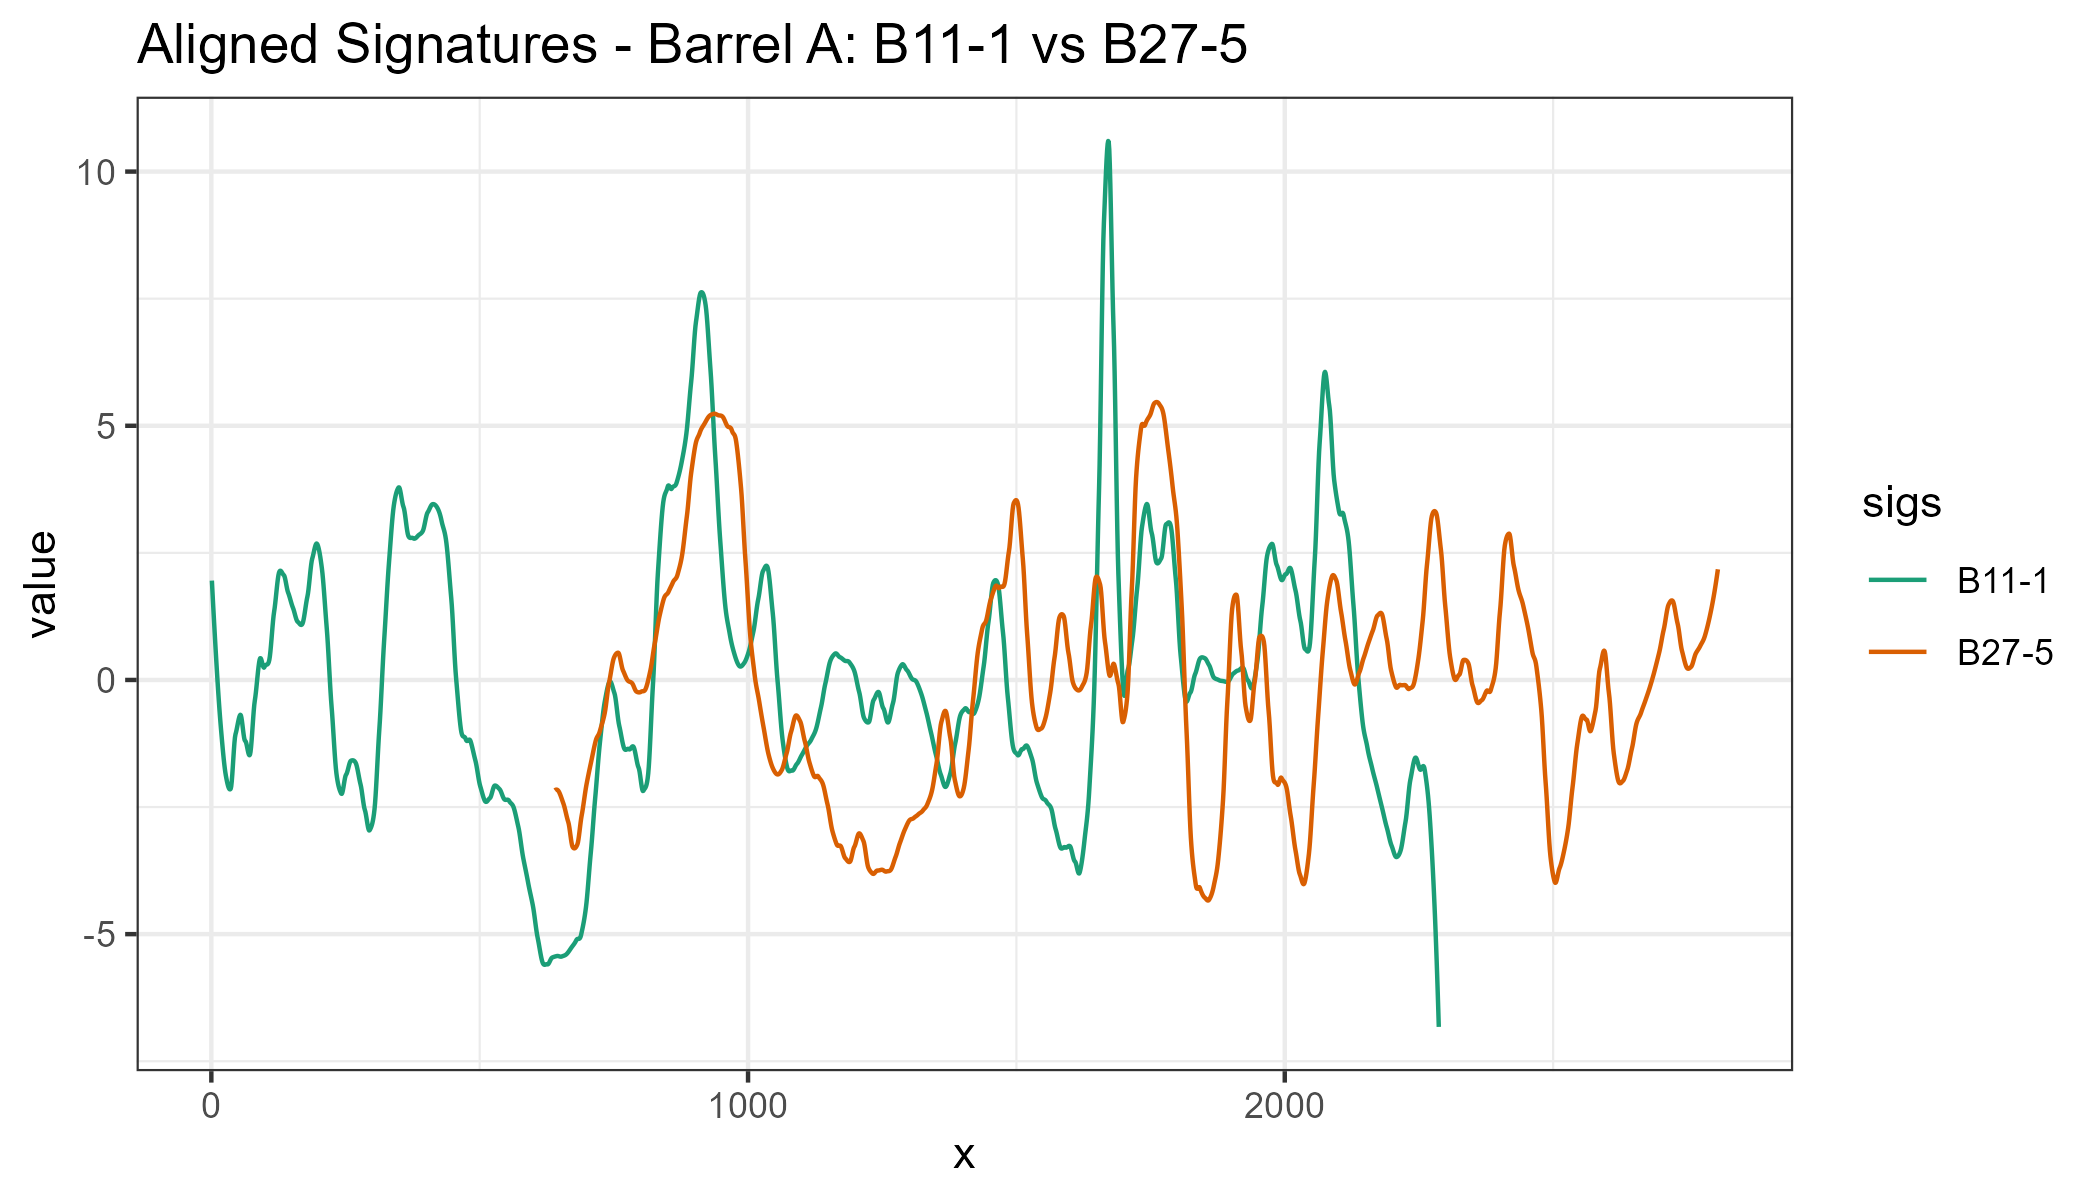 Aligned Signatures - Barrel A: B11-1 vs B27-5
10
5
0
-5
value
0 1000 2000
x
sigs
B11-1
B27-5